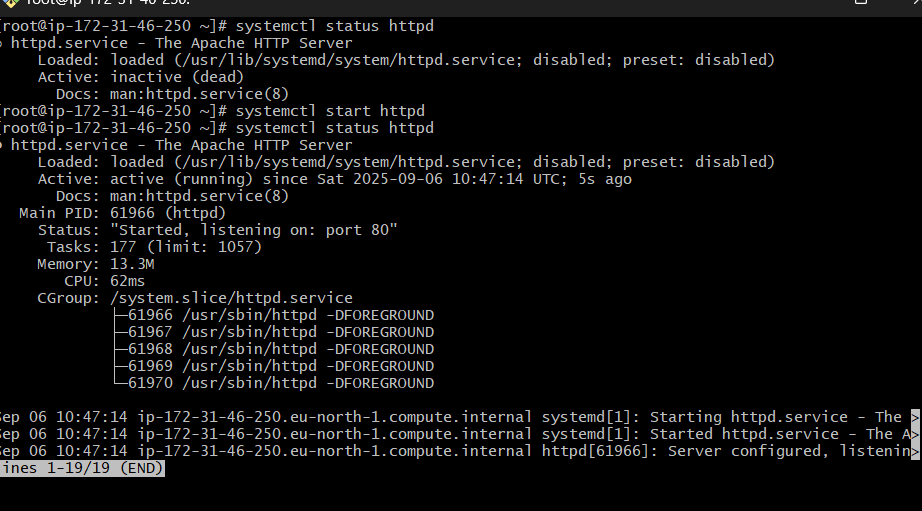 root@ip-172-31-46-250:
[root@ip-172-31-46-250 ~]# systemctl status httpd
○ httpd.service - The Apache HTTP Server
Loaded: loaded (/usr/lib/systemd/system/httpd.service; disabled; preset: disabled)
Active: inactive (dead)
Docs: man:httpd.service(8)
[root@ip-172-31-46-250 ~]# systemctl start httpd
[root@ip-172-31-46-250 ~]# systemctl status httpd
● httpd.service - The Apache HTTP Server
Loaded: loaded (/usr/lib/systemd/system/httpd.service; disabled; preset: disabled)
Active: active (running) since Sat 2025-09-06 10:47:14 UTC; 5s ago
Docs: man:httpd.service(8)
Main PID: 61966 (httpd)
Status: "Started, listening on: port 80"
Tasks: 177 (limit: 1057)
Memory: 13.3M
CPU: 62ms
CGroup: /system.slice/httpd.service
├─61966 /usr/sbin/httpd -DFOREGROUND
├─61967 /usr/sbin/httpd -DFOREGROUND
├─61968 /usr/sbin/httpd -DFOREGROUND
├─61969 /usr/sbin/httpd -DFOREGROUND
└─61970 /usr/sbin/httpd -DFOREGROUND
Sep 06 10:47:14 ip-172-31-46-250.eu-north-1.compute.internal systemd[1]: Starting httpd.service - The >
Sep 06 10:47:14 ip-172-31-46-250.eu-north-1.compute.internal systemd[1]: Started httpd.service - The A>
Sep 06 10:47:14 ip-172-31-46-250.eu-north-1.compute.internal httpd[61966]: Server configured, listenin>
ines 1-19/19 (END)